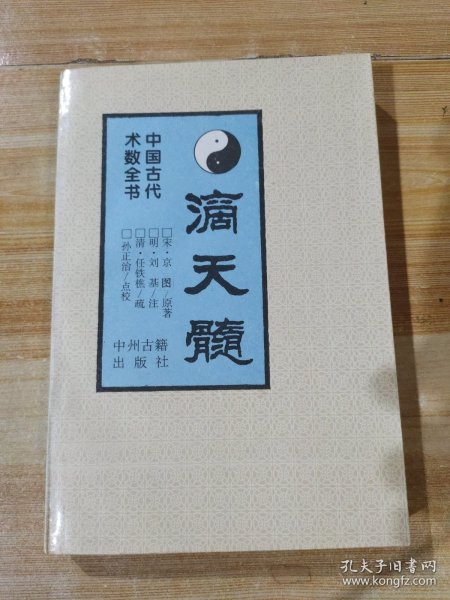 中国古代
术数全书
滴天髓
□宋·京 图/原著
□明·刘 基/注
□清·任铁樵/疏
□孙正治/点校
中州古籍
出版社
孔夫子旧书网
www.kongfz.com